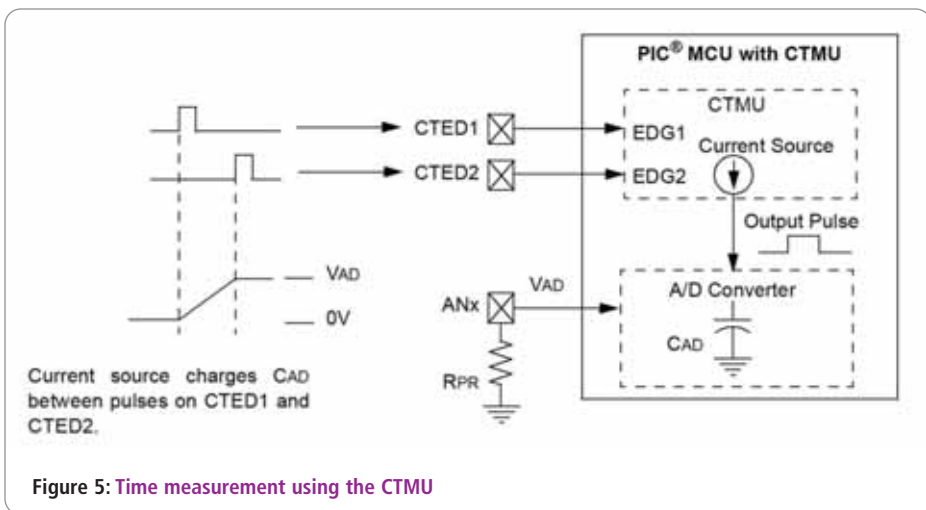 PIC® MCU with CTMU
CTMU
CTED1
EDG1
Current Source
CTED2
EDG2
Output Pulse
VAD
0V
ANx
VAD
A/D Converter
CAD
RPR
Current source charges CAD
between pulses on CTED1 and
CTED2.
Figure 5: Time measurement using the CTMU